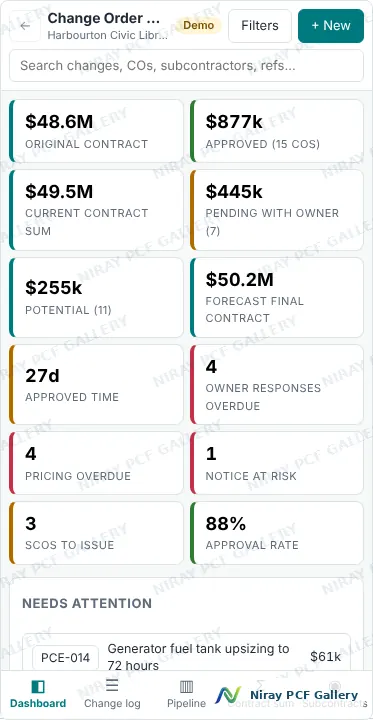 ← Change Order ... Demo Filters + New
Harbourton Civic Libr...
Search changes, COs, subcontractors, refs...
$48.6M
ORIGINAL CONTRACT
$877k
APPROVED (15 COS)
$49.5M
CURRENT CONTRACT
SUM
$445k
PENDING WITH OWNER
(7)
$255k
POTENTIAL (11)
$50.2M
FORECAST FINAL
CONTRACT
27d
APPROVED TIME
4
OWNER RESPONSES
OVERDUE
4
PRICING OVERDUE
1
NOTICE AT RISK
3
SCOS TO ISSUE
88%
APPROVAL RATE
NEEDS ATTENTION
PCE-014 Generator fuel tank upsizing to $61k
72 hours
Dashboard Change log Pipeline Contract sum Subcontracts
Niray PCF Gallery
NIRAY PCF GALLERY